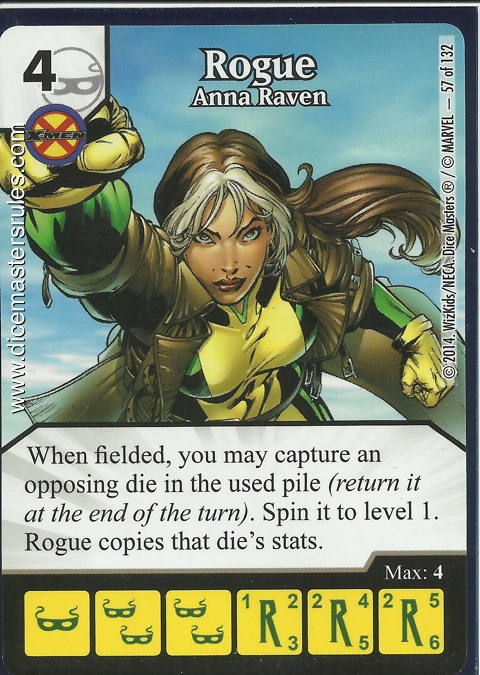 4
Rogue
Anna Raven
X-MEN
www.dicemastersrules.com
© 2014. WizKids/NECA. Dice Masters ® / © MARVEL — 57 of 132
When fielded, you may capture an
opposing die in the used pile (return it
at the end of the turn). Spin it to level 1.
Rogue copies that die's stats.
Max: 4
1 R 2 3
2 R 4 5
2 R 5 6